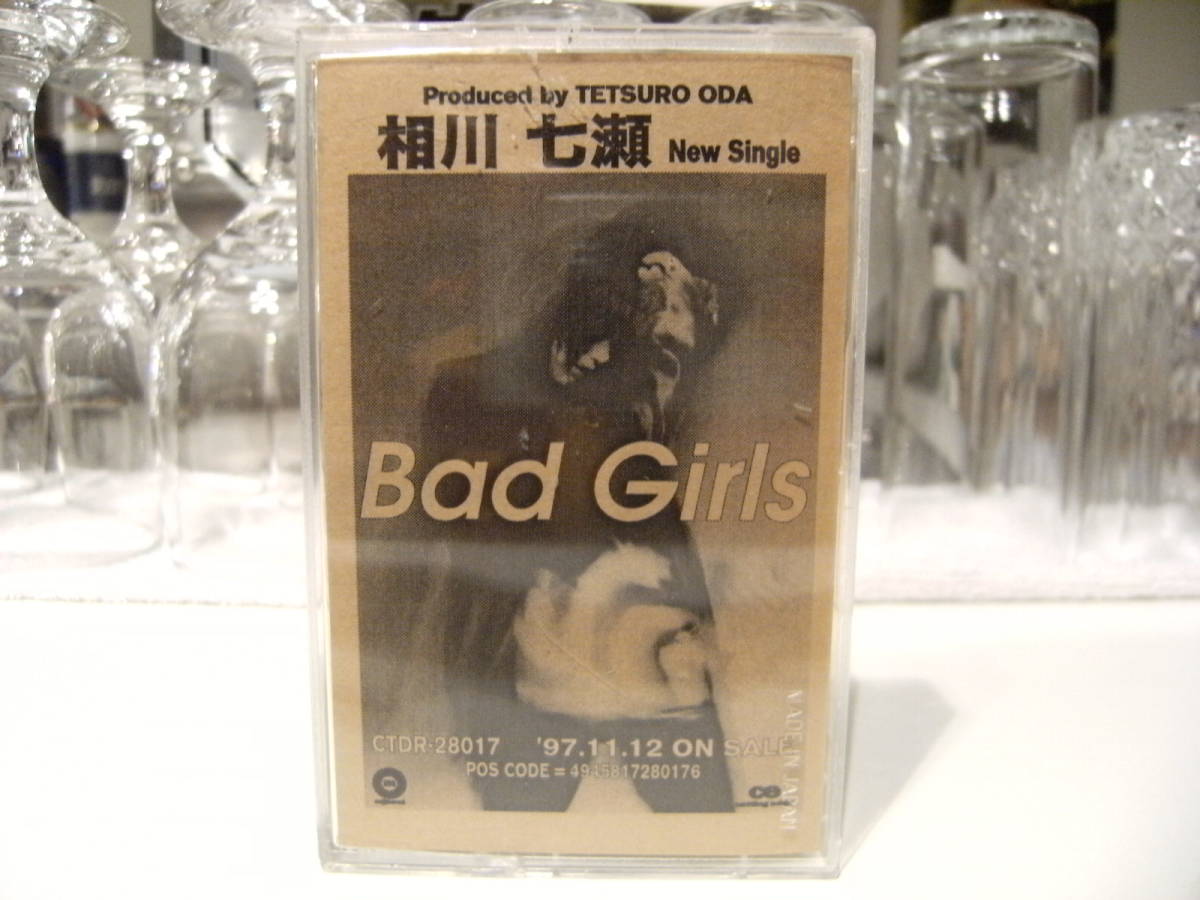 Produced by TETSURO ODA
相川 七瀬 New Single
Bad Girls
CTDR-28017 '97.11.12 ON SALE
POS CODE = 4945817280176
MADE IN JAPAN